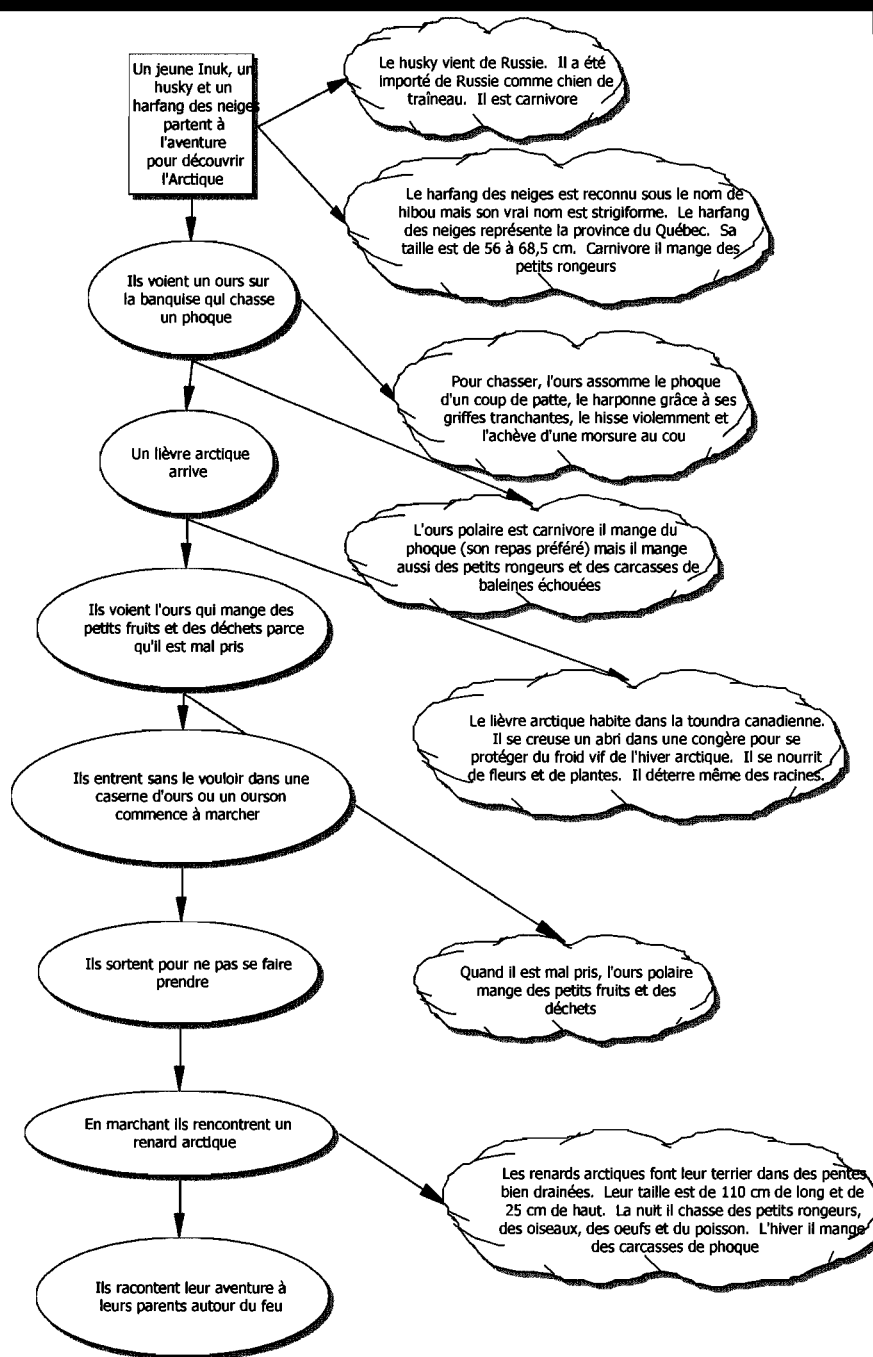 Un jeune Inuk, un
husky et un
harfang des neiges
partent à
l'aventure
pour découvrir
l'Arctique
Le husky vient de Russie. Il a été
importé de Russie comme chien de
traîneau. Il est carnivore
Le harfang des neiges est reconnu sous le nom de
hibou mais son vrai nom est strigiforme. Le harfang
des neiges représente la province du Québec. Sa
taille est de 56 à 68,5 cm. Carnivore il mange des
petits rongeurs
Ils voient un ours sur
la banquise qui chasse
un phoque
Pour chasser, l'ours assomme le phoque
d'un coup de patte, le harponne grâce à ses
griffes tranchantes, le hisse violemment et
l'achève d'une morsure au cou
Un lièvre arctique
arrive
L'ours polaire est carnivore il mange du
phoque (son repas préféré) mais il mange
aussi des petits rongeurs et des carcasses de
baleines échouées
Ils voient l'ours qui mange des
petits fruits et des déchets parce
qu'il est mal pris
Le lièvre arctique habite dans la toundra canadienne.
Il se creuse un abri dans une congère pour se
protéger du froid vif de l'hiver arctique. Il se nourrit
de fleurs et de plantes. Il déterre même des racines.
Ils entrent sans le vouloir dans une
caserne d'ours ou un ourson
commence à marcher
Ils sortent pour ne pas se faire
prendre
Quand il est mal pris, l'ours polaire
mange des petits fruits et des
déchets
En marchant ils rencontrent un
renard arctique
Les renards arctiques font leur terrier dans des pentes
bien drainées. Leur taille est de 110 cm de long et de
25 cm de haut. La nuit il chasse des petits rongeurs,
des oiseaux, des oeufs et du poisson. L'hiver il mange
des carcasses de phoque
Ils racontent leur aventure à
leurs parents autour du feu